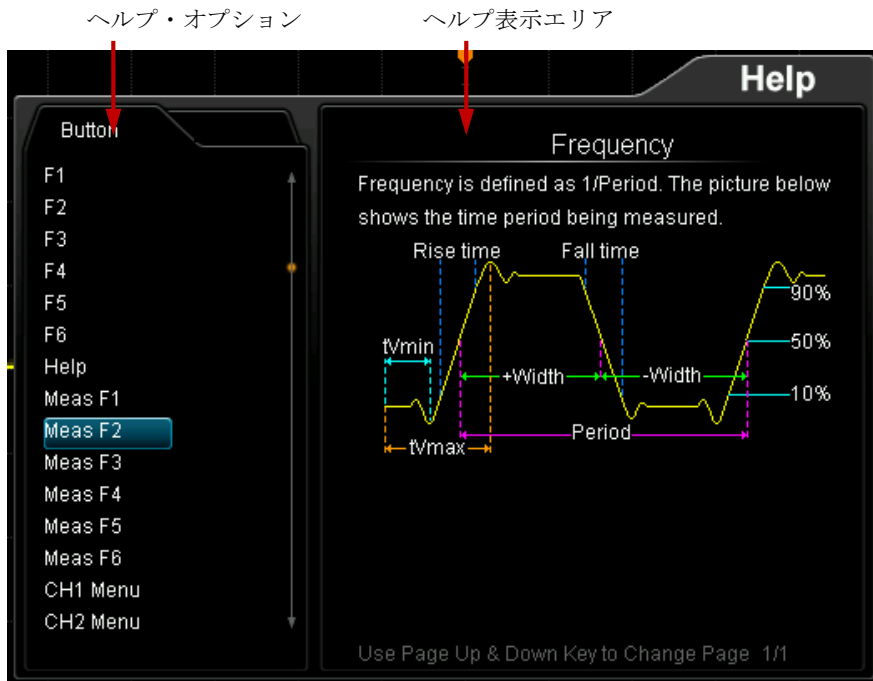 ヘルプ・オプション
ヘルプ表示エリア
Help
Button
F1
F2
F3
F4
F5
F6
Help
Meas F1
Meas F2
Meas F3
Meas F4
Meas F5
Meas F6
CH1 Menu
CH2 Menu
Frequency
Frequency is defined as 1/Period. The picture below
shows the time period being measured.
Rise time
Fall time
90%
tVmin
50%
+Width
-Width
10%
Period
tVmax
Use Page Up & Down Key to Change Page 1/1